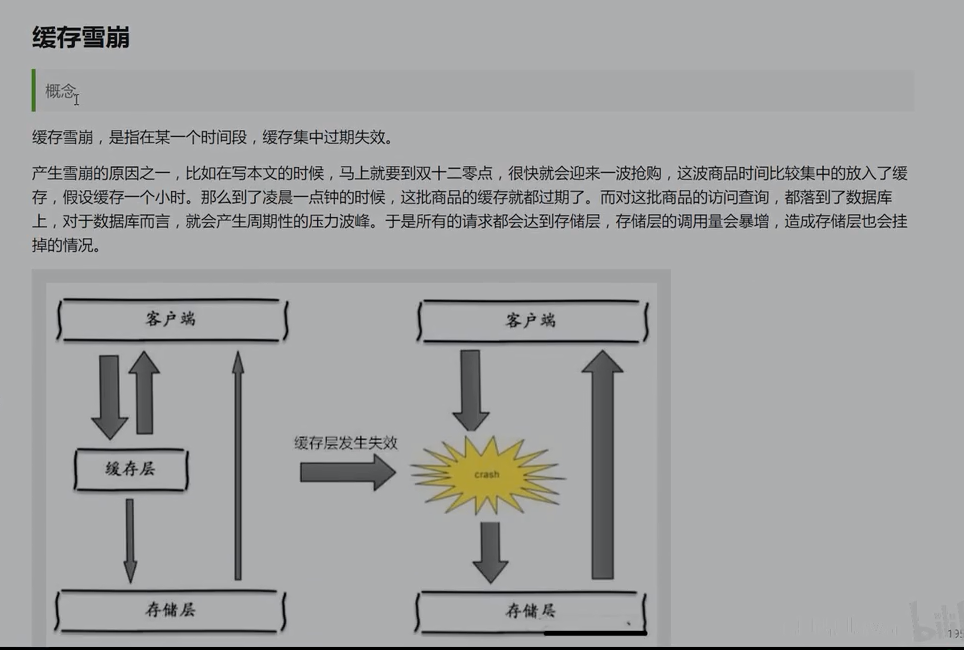 缓存雪崩
概念
缓存雪崩，是指在某一个时间段，缓存集中过期失效。
产生雪崩的原因之一，比如在写本文的时候，马上就要到双十二零点，很快就会迎来一波抢购，这波商品时间比较集中的放入了缓
存，假设缓存一个小时。那么到了凌晨一点钟的时候，这批商品的缓存就都过期了。而对这批商品的访问查询，都落到了数据库
上，对于数据库而言，就会产生周期性的压力波峰。于是所有的请求都会达到存储层，存储层的调用量会暴增，造成存储层也会挂
掉的情况。
客户端
客户端
缓存层发生失效
缓存层
crash
存储层
存储层